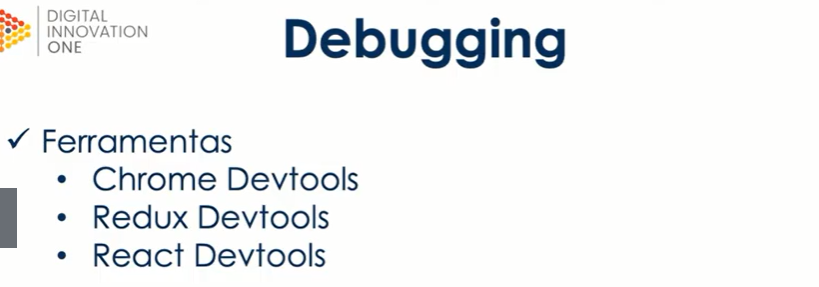 DIGITAL
INNOVATION
ONE
Debugging
✓ Ferramentas
• Chrome Devtools
• Redux Devtools
• React Devtools